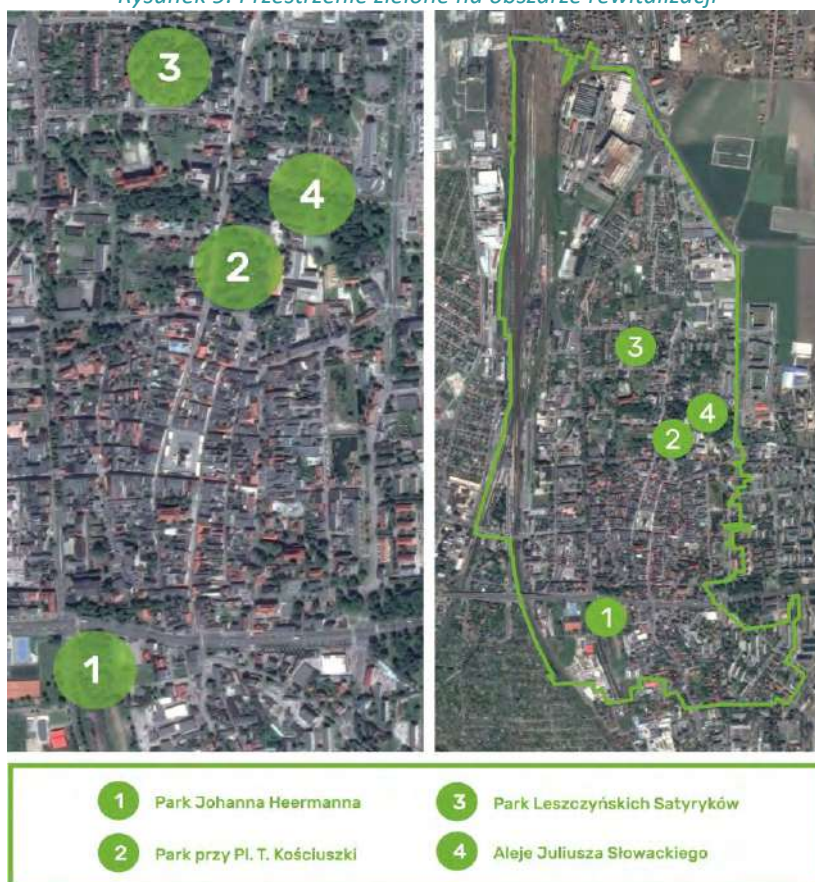 Rysunek 9. Przestrzenie zielone na obszarze rewitalizacji
3
4
2
1
3
4
2
1
1 Park Johanna Heermanna
2 Park przy Pl. T. Kościuszki
3 Park Leszczyńskich Satyryków
4 Aleje Juliusza Słowackiego